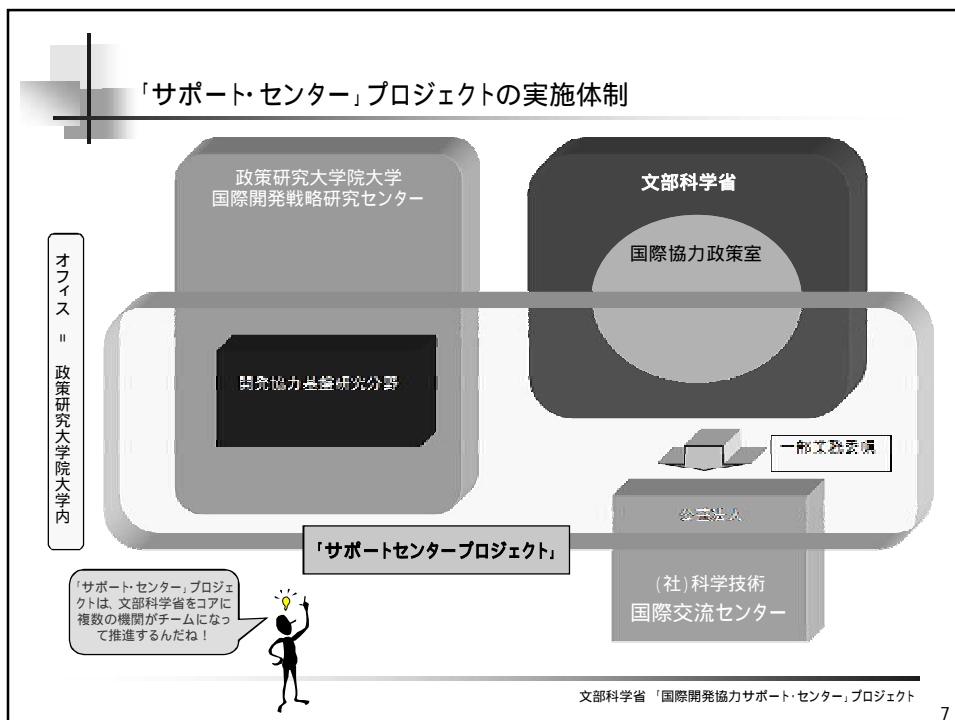 「サポート・センター」プロジェクトの実施体制
政策研究大学院大学
国際開発戦略研究センター
文部科学省
国際協力政策室
オフィス = 政策研究大学院大学内
開発協力基盤研究分野
一部業務委嘱
公益法人
「サポートセンタープロジェクト」
(社)科学技術
国際交流センター
「サポート・センター」プロジェ
クトは、文部科学省をコアに
複数の機関がチームになっ
て推進するんだね!
文部科学省 「国際開発協力サポート・センター」プロジェクト
7